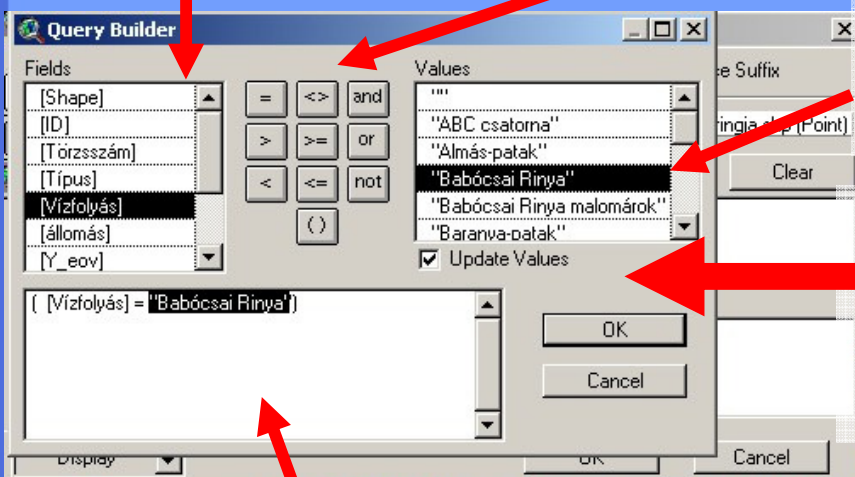 Query Builder
Fields
Values
[Shape]
[ID]
[Törzsszám]
[Típus]
[Vízfolyás]
[állomás]
[Y_eov]
= <> and
> >= or
< <= not
()
""
"ABC csatorna"
"Almás-patak"
"Babócsai Rinya"
"Babócsai Rinya malomárok"
"Baranya-patak"
Update Values
( [Vízfolyás] = "Babócsai Rinya")
OK
Cancel
Suffix
(Point)
Clear
Display
OK
Cancel